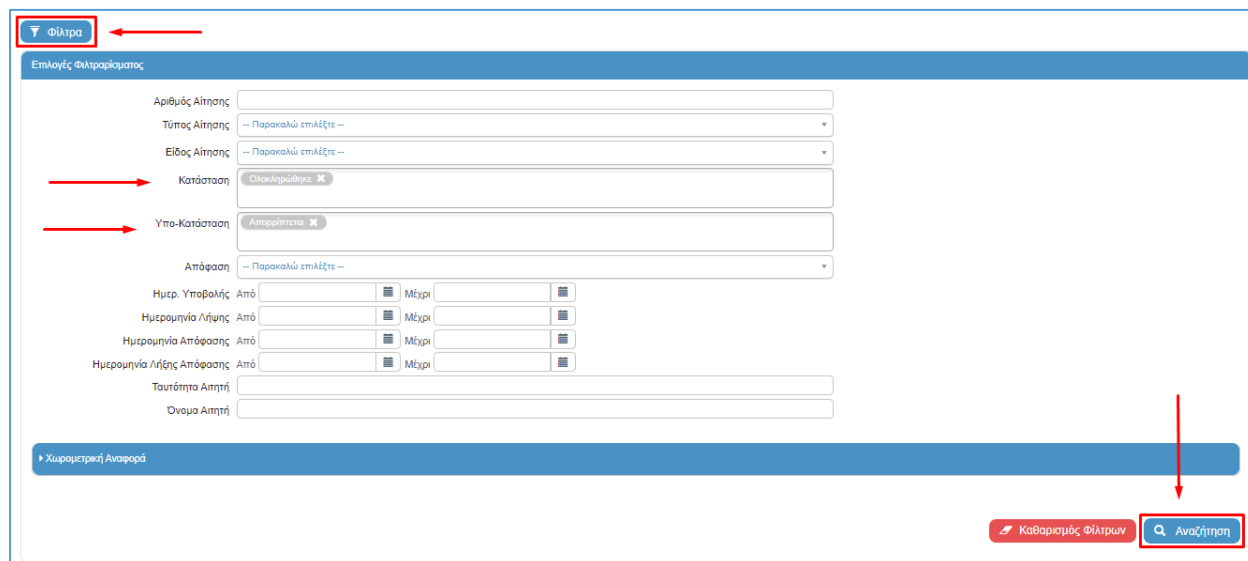 Φίλτρα
Επιλογές Φιλτραρίσματος
Αριθμός Αίτησης
Τύπος Αίτησης -- Παρακαλώ επιλέξτε --
Είδος Αίτησης -- Παρακαλώ επιλέξτε --
Κατάσταση Ολοκληρώθηκε ✖
Υπο-Κατάσταση Απορρίπτεται ✖
Απόφαση -- Παρακαλώ επιλέξτε --
Ημερ. Υποβολής Από Μέχρι
Ημερομηνία Λήψης Από Μέχρι
Ημερομηνία Απόφασης Από Μέχρι
Ημερομηνία Λήξης Απόφασης Από Μέχρι
Ταυτότητα Αιτητή
Όνομα Αιτητή
Χωρομετρική Αναφορά
Καθαρισμός Φίλτρων Αναζήτηση